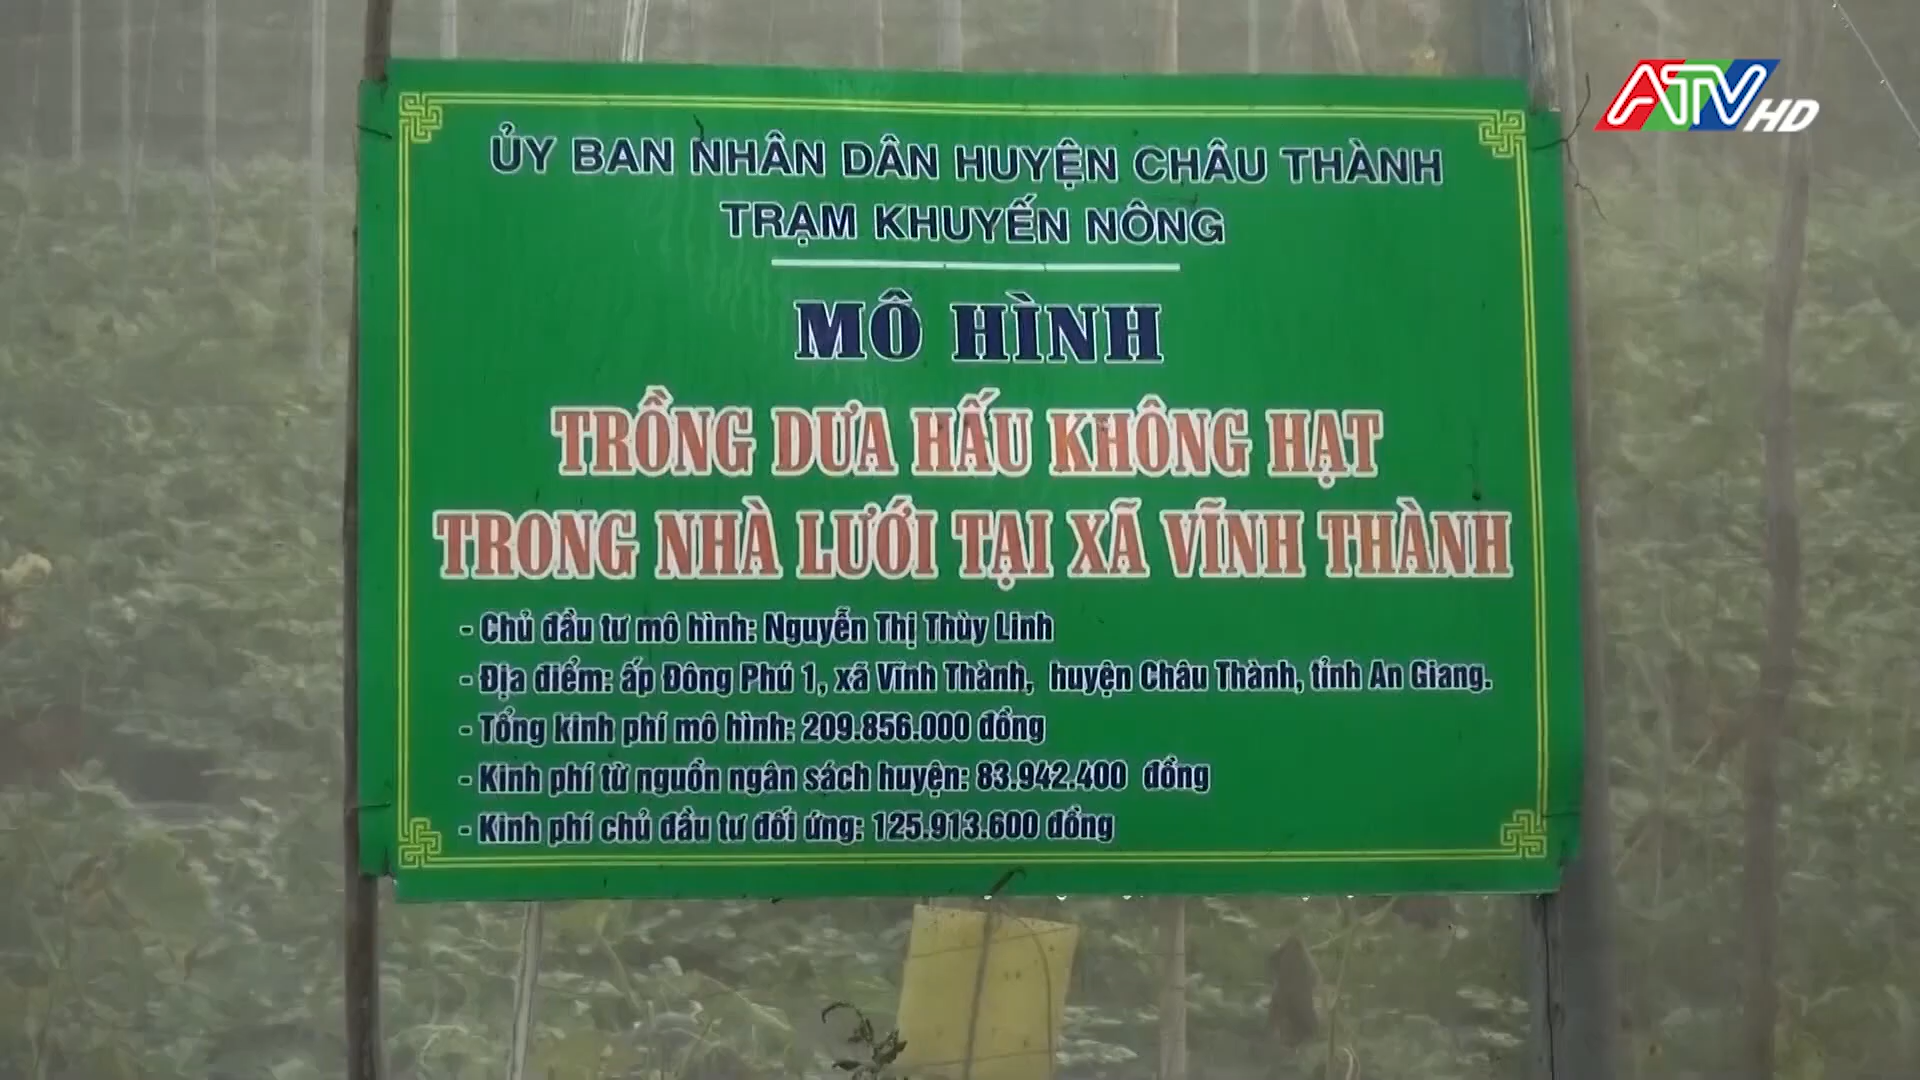 ATV HD
ỦY BAN NHÂN DÂN HUYỆN CHÂU THÀNH
TRẠM KHUYẾN NÔNG
MÔ HÌNH
TRỒNG DƯA HẤU KHÔNG HẠT
TRONG NHÀ LƯỚI TẠI XÃ VĨNH THÀNH
- Chủ đầu tư mô hình: Nguyễn Thị Thùy Linh
- Địa điểm: ấp Đông Phú 1, xã Vĩnh Thành, huyện Châu Thành, tỉnh An Giang.
- Tổng kinh phí mô hình: 209.856.000 đồng
- Kinh phí từ nguồn ngân sách huyện: 83.942.400 đồng
- Kinh phí chủ đầu tư đối ứng: 125.913.600 đồng